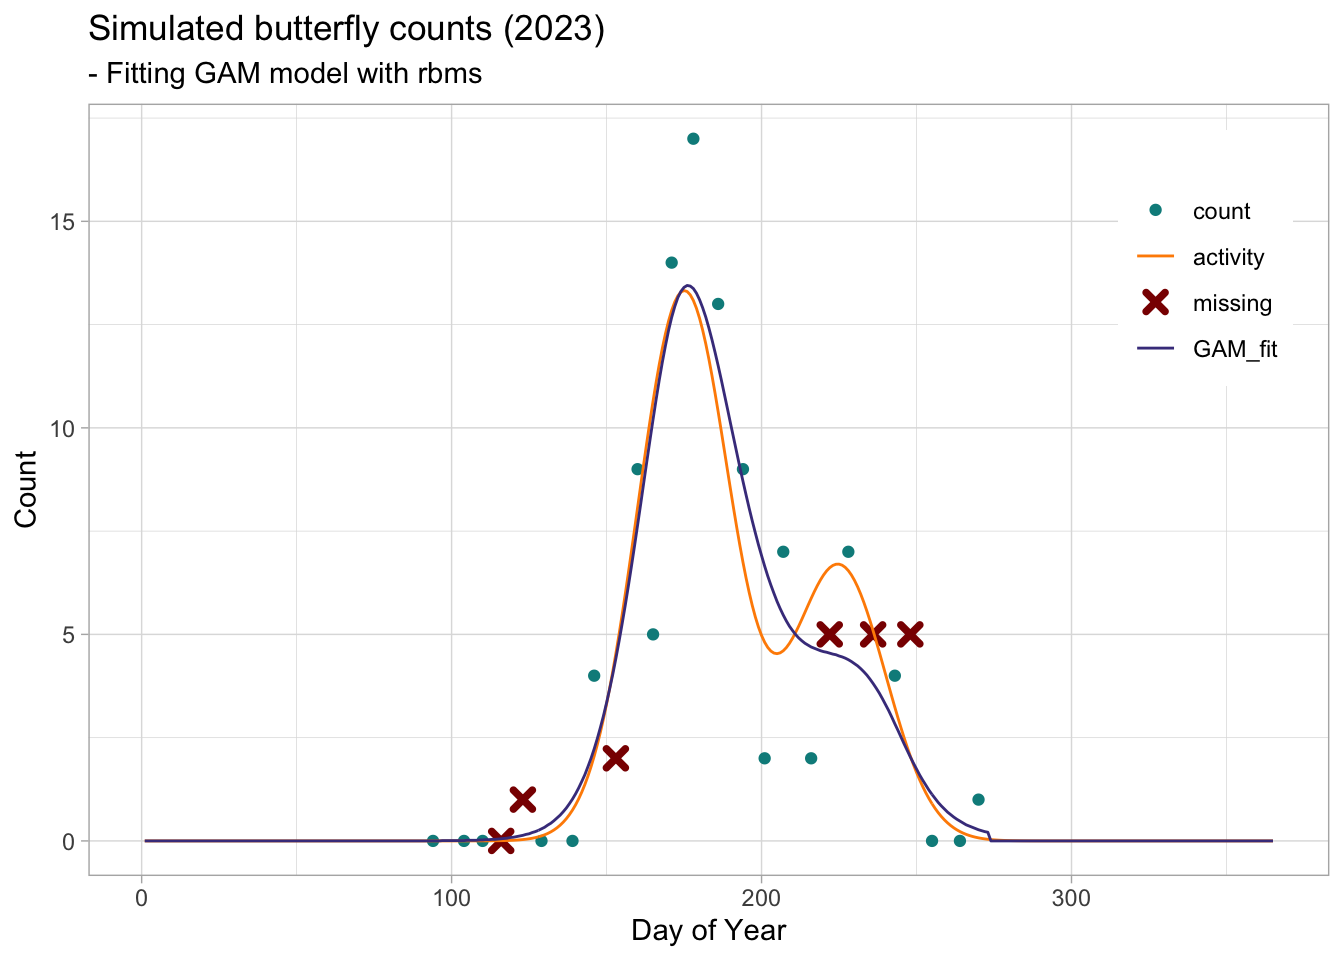 Simulated butterfly counts (2023)
- Fitting GAM model with rbms
15
10
5
0
Count
count
activity
missing
GAM_fit
0 100 200 300
Day of Year